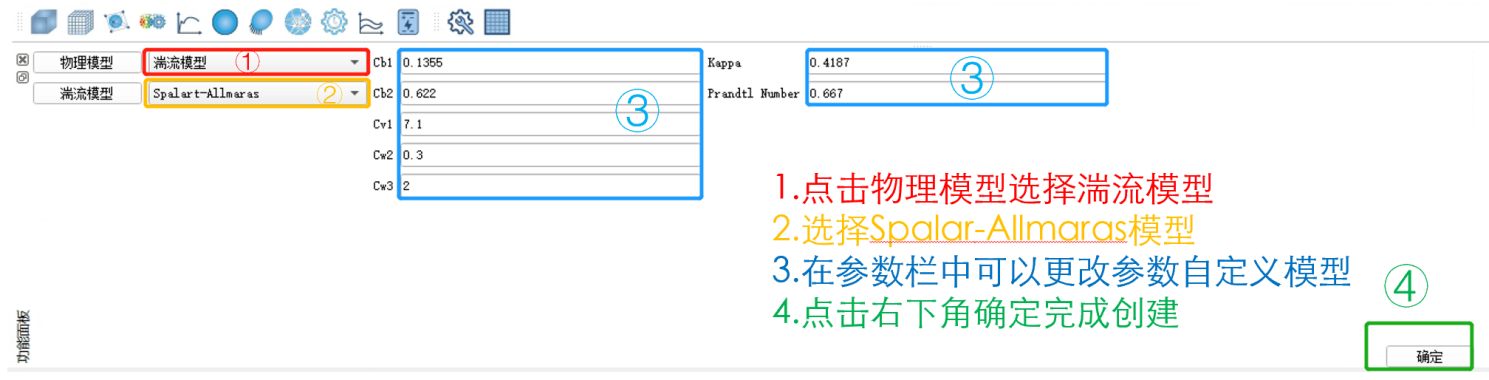 物理模型 湍流模型 ① Cb1 0.1355 Kappa 0.4187 ③
湍流模型 Spalart-Allmaras ② Cb2 0.622 ③ Prandtl Number 0.667
Cv1 7.1
Cw2 0.3
Cw3 2
1.点击物理模型选择湍流模型
2.选择Spalar-Allmaras模型
3.在参数栏中可以更改参数自定义模型
4.点击右下角确定完成创建
④
功能面板
确定